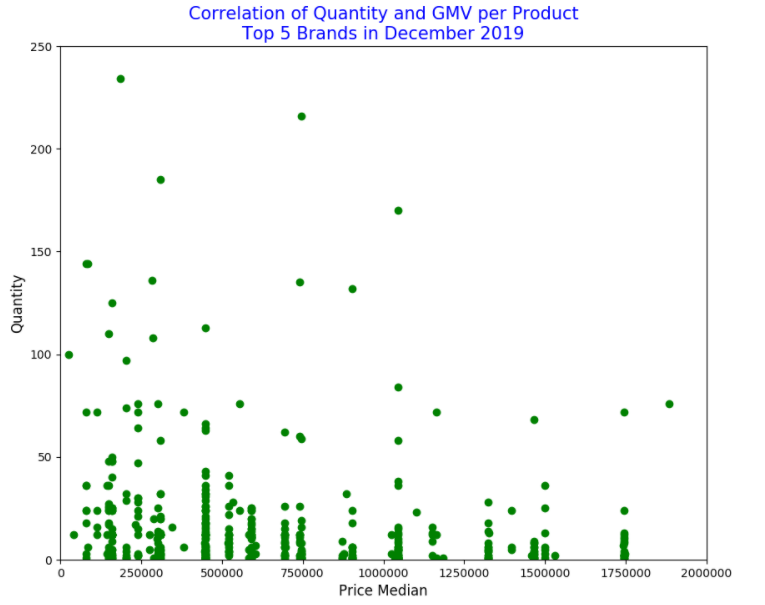 Correlation of Quantity and GMV per Product
Top 5 Brands in December 2019
250
200
150
100
50
0
Quantity
0 250000 500000 750000 1000000 1250000 1500000 1750000 2000000
Price Median